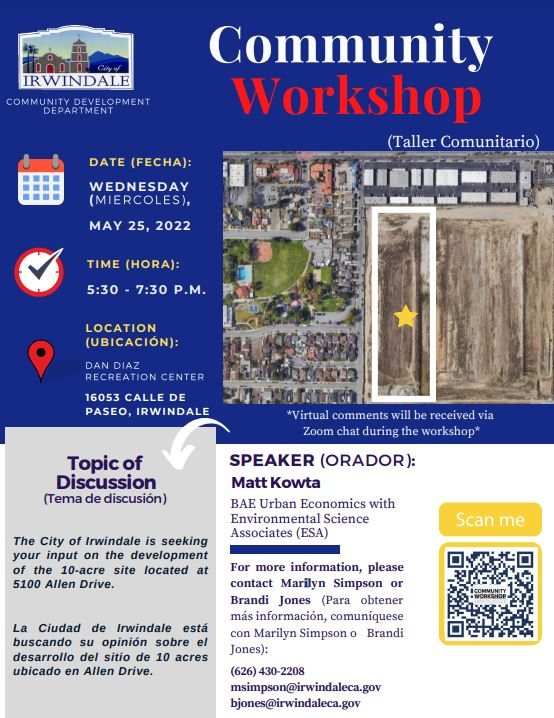 City of
IRWINDALE
COMMUNITY DEVELOPMENT
DEPARTMENT
Community
Workshop
(Taller Comunitario)
DATE (FECHA):
WEDNESDAY
(MIERCOLES),
MAY 25, 2022
TIME (HORA):
5:30 - 7:30 P.M.
LOCATION
(UBICACIÓN):
DAN DIAZ
RECREATION CENTER
16053 CALLE DE
PASEO, IRWINDALE
*Virtual comments will be received via
Zoom chat during the workshop*
Topic of
Discussion
(Tema de discusión)
The City of Irwindale is seeking
your input on the development
of the 10-acre site located at
5100 Allen Drive.
La Ciudad de Irwindale está
buscando su opinión sobre el
desarrollo del sitio de 10 acres
ubicado en Allen Drive.
SPEAKER (ORADOR):
Matt Kowta
BAE Urban Economics with
Environmental Science
Associates (ESA)
For more information, please
contact Marilyn Simpson or
Brandi Jones (Para obtener
más información, comuníquese
con Marilyn Simpson o Brandi
Jones):
(626) 430-2208
msimpson@irwindaleca.gov
bjones@irwindaleca.gov
Scan me
COMMUNITY
WORKSHOP